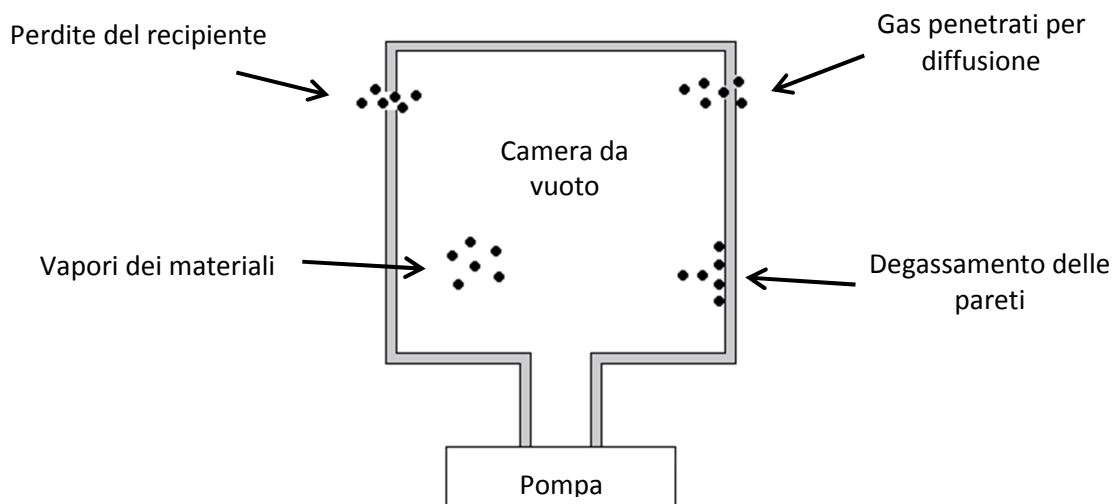 Perdite del recipiente
Gas penetrati per
diffusione
Camera da
vuoto
Vapori dei materiali
Degassamento delle
pareti
Pompa